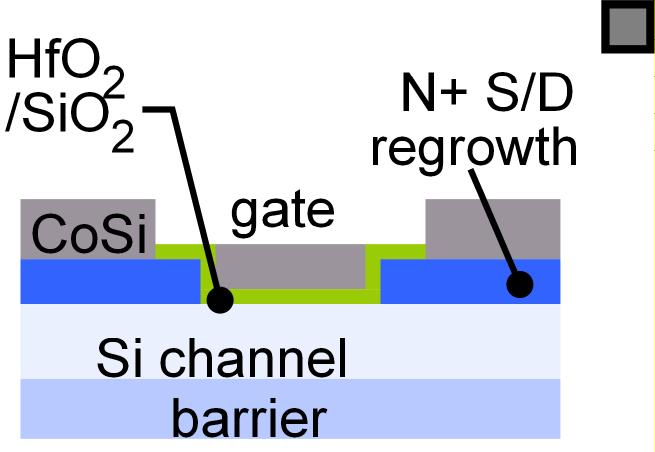 HfO₂
/SiO₂
N+ S/D
regrowth
gate
CoSi
Si channel
barrier